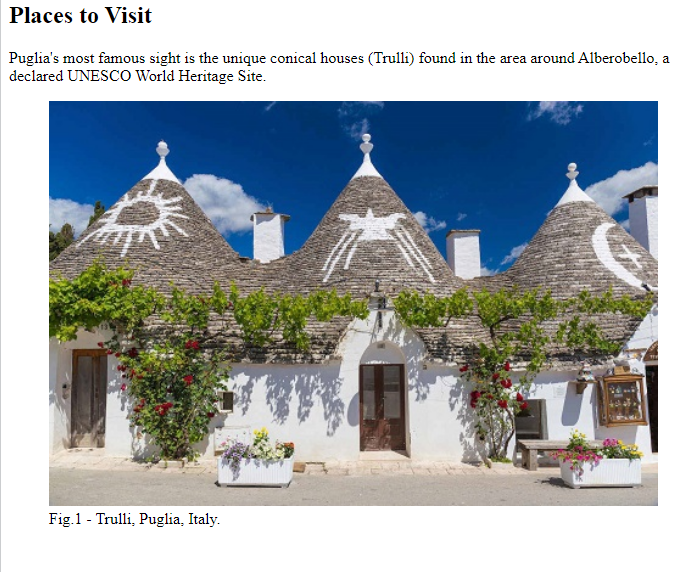 Places to Visit
Puglia's most famous sight is the unique conical houses (Trulli) found in the area around Alberobello, a
declared UNESCO World Heritage Site.
Fig.1 - Trulli, Puglia, Italy.